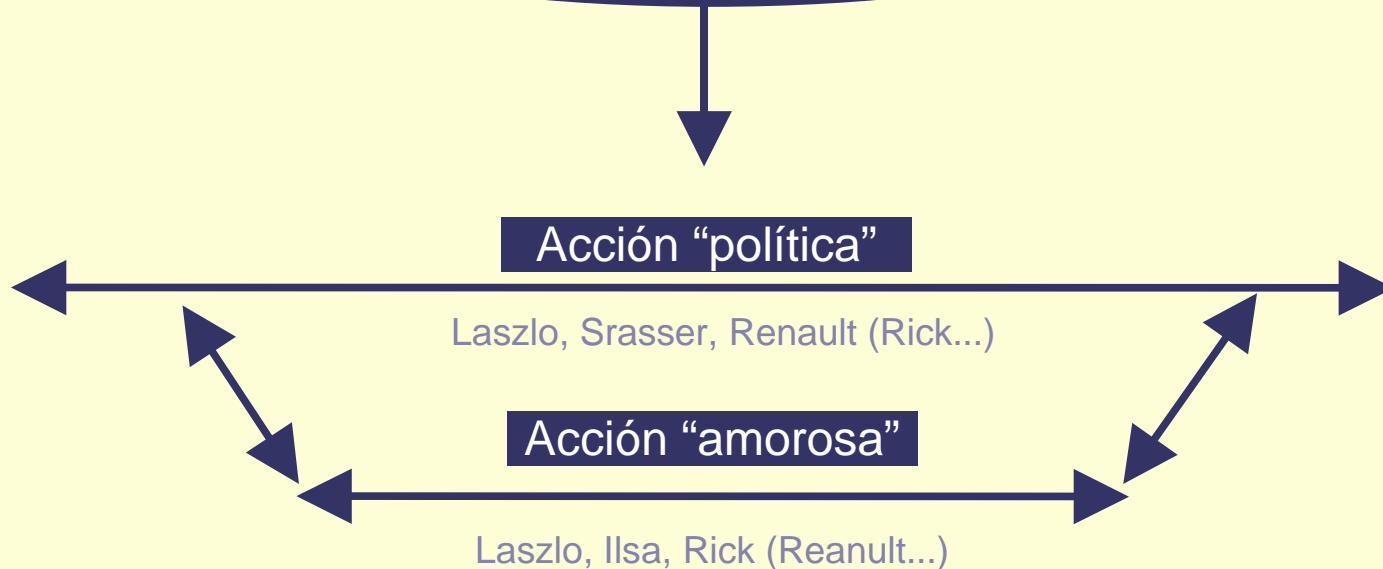 Acción “política”
Laszlo, Srasser, Renault (Rick...)
Acción “amorosa”
Laszlo, Ilsa, Rick (Reanult...)